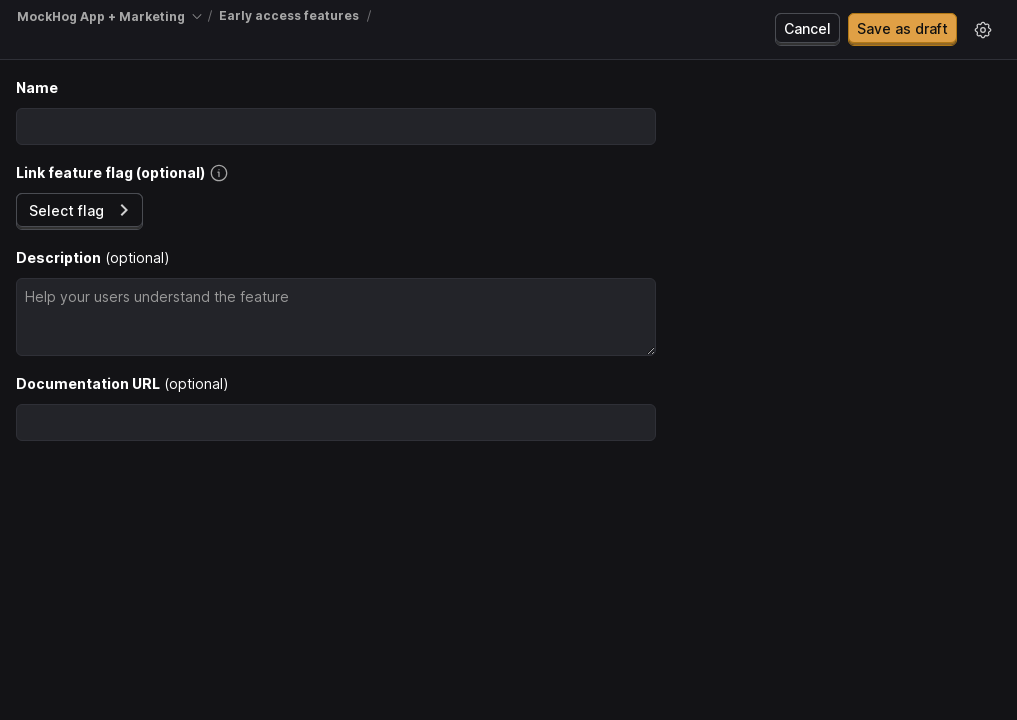 MockHog App + Marketing / Early access features /
Cancel
Save as draft
Name
Link feature flag (optional)
Select flag
Description (optional)
Help your users understand the feature
Documentation URL (optional)